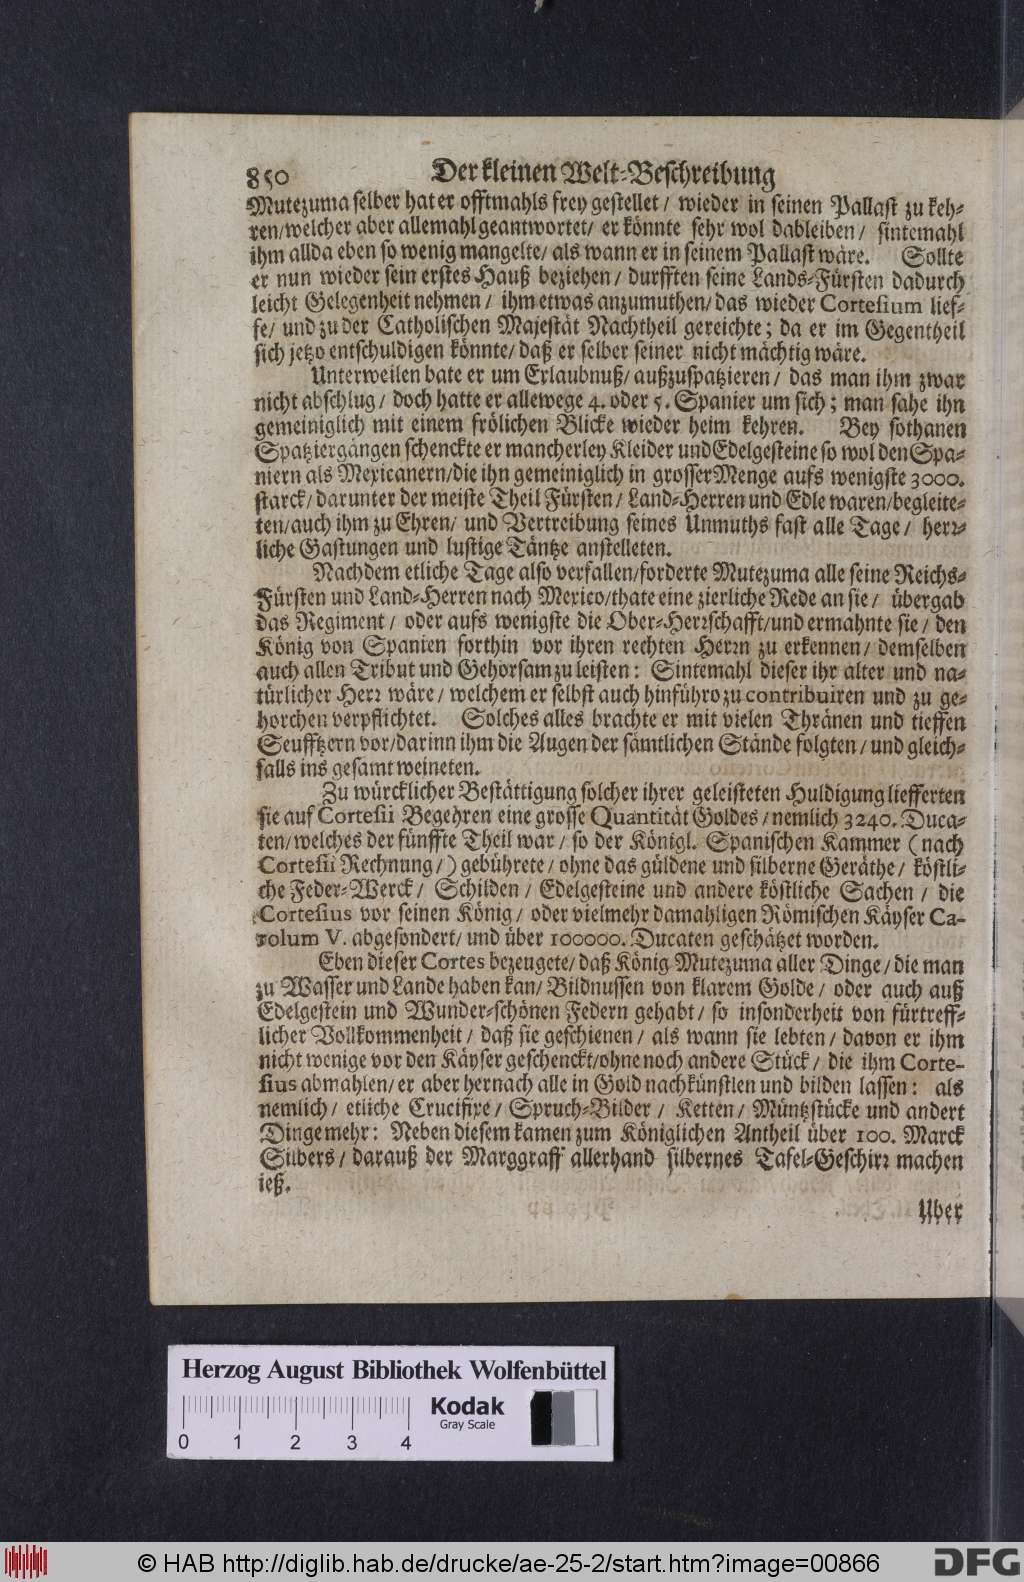 850 Der kleinen Welt-Beschreibung
Mutezuma selber hat er offtmahls frey gestellet / wieder in seinen Pallast zu keh-
ren/welcher aber allemahl geantwortet/ er könnte sehr wol dableiben / sintemahl
ihm allda eben so wenig mangelte/ als wann er in seinem Pallast wäre. Sollte
er nun wieder sein erstes Hauß beziehen / durfften seine Lands-Fürsten dadurch
leicht Gelegenheit nehmen / ihm etwas anzumuthen/ das wieder Cortesium lief-
fe/ und zu der Catholischen Majestät Nachtheil gereichte; da er im Gegentheil
sich jetzo entschuldigen könnte/ daß er selber seiner nicht mächtig wäre.
Unterweilen bate er um Erlaubnuß/ außzuspatzieren / das man ihm zwar
nicht abschlug / doch hatte er allewege 4. oder 5. Spanier um sich; man sahe ihn
gemeiniglich mit einem frölichen Blicke wieder heim kehren. Bey sothanen
Spatziergängen schenckte er mancherley Kleider und Edelgesteine so wol den Spa-
niern als Mexicanern/die ihn gemeiniglich in grosser Menge aufs wenigste 3000.
starck/ darunter der meiste Theil Fürsten / Land-Herren und Edle waren/begleite-
ten/auch ihm zu Ehren/ und Vertreibung seines Unmuths fast alle Tage / herꝛ-
liche Gastungen und lustige Täntze anstelleten.
Nachdem etliche Tage also verfallen/forderte Mutezuma alle seine Reichs-
Fürsten und Land-Herren nach Mexico/thate eine zierliche Rede an sie / übergab
das Regiment / oder aufs wenigste die Ober-Herꝛschafft/und ermahnte sie / den
König von Spanien forthin vor ihren rechten Herꝛn zu erkennen / demselben
auch allen Tribut und Gehorsam zu leisten: Sintemahl dieser ihr alter und na-
türlicher Herꝛ wäre / welchem er selbst auch hinführo zu contribuiren und zu ge-
horchen verpflichtet. Solches alles brachte er mit vielen Thränen und tieffen
Seufftzern vor/darinn ihm die Augen der sämtlichen Stände folgten / und gleich-
falls ins gesamt weineten.
Zu würcklicher Bestättigung solcher ihrer geleisteten Huldigung liefferten
sie auf Cortesii Begehren eine grosse Quantität Goldes / nemlich 3240. Duca-
ten/welches der fünffte Theil war / so der Königl. Spanischen Kammer (nach
Cortesii Rechnung/) gebührete / ohne das güldene und silberne Geräthe / köstli-
che Feder-Werck / Schilden / Edelgesteine und andere köstliche Sachen / die
Cortesius vor seinen König / oder vielmehr damahligen Römischen Käyser Ca-
rolum V. abgesondert/ und über 100000. Ducaten geschätzet worden.
Eben dieser Cortes bezeugete/ daß König Mutezuma aller Dinge / die man
zu Wasser und Lande haben kan/ Bildnussen von klarem Golde / oder auch auß
Edelgestein und Wunder-schönen Federn gehabt / so insonderheit von fürtreff-
licher Vollkommenheit / daß sie geschienen / als wann sie lebten / davon er ihm
nicht wenige vor den Käyser geschenckt/ohne noch andere Stück / die ihm Corte-
sius abmahlen / er aber hernach alle in Gold nachkünstlen und bilden lassen: als
nemlich / etliche Crucifixe / Spruch-Bilder / Ketten / Müntzstücke und andert
Dinge mehr: Neben diesem kamen zum Königlichen Antheil über 100. Marck
Silbers / darauß der Marggraff allerhand silbernes Tafel-Geschirꝛ machen
ieß.
Uber
Herzog August Bibliothek Wolfenbüttel
Kodak
Gray Scale
0 1 2 3 4
© HAB http://diglib.hab.de/drucke/ae-25-2/start.htm?image=00866
DFG